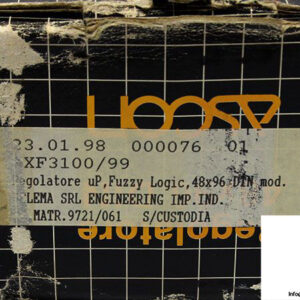 ascon
23.01.98 000076 01
XF3100/99
egolatore uP,Fuzzy Logic,48x96 DIN mod.
LEMA SRL ENGINEERING IMP.IND.
MATR.9721/061 S/CUSTODIA
Regolatore